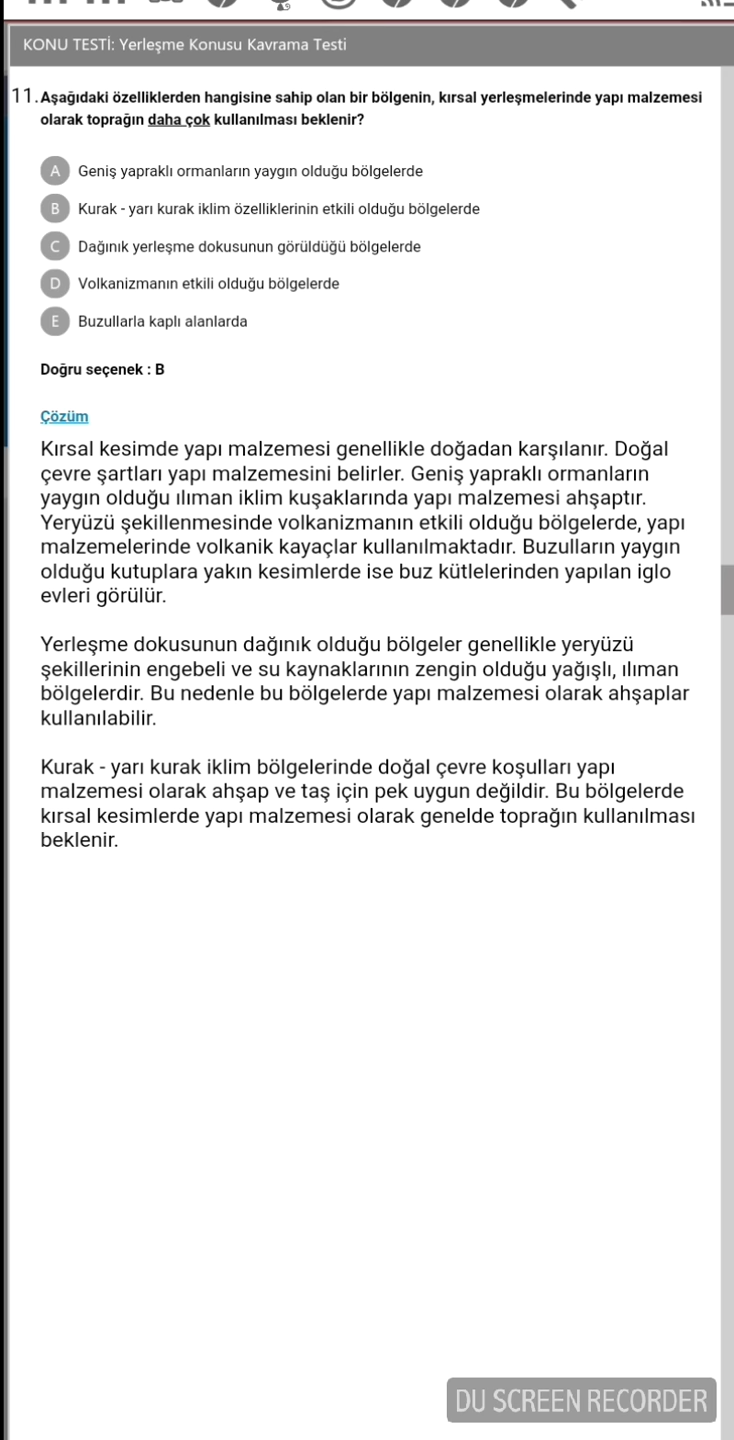 KONU TESTİ: Yerleşme Konusu Kavrama Testi
11. Aşağıdaki özelliklerden hangisine sahip olan bir bölgenin, kırsal yerleşmelerinde yapı malzemesi
olarak toprağın daha çok kullanılması beklenir?
A Geniş yapraklı ormanların yaygın olduğu bölgelerde
B Kurak - yarı kurak iklim özelliklerinin etkili olduğu bölgelerde
C Dağınık yerleşme dokusunun görüldüğü bölgelerde
D Volkanizmanın etkili olduğu bölgelerde
E Buzullarla kaplı alanlarda
Doğru seçenek : B
Çözüm
Kırsal kesimde yapı malzemesi genellikle doğadan karşılanır. Doğal
çevre şartları yapı malzemesini belirler. Geniş yapraklı ormanların
yaygın olduğu ılıman iklim kuşaklarında yapı malzemesi ahşaptır.
Yeryüzü şekillenmesinde volkanizmanın etkili olduğu bölgelerde, yapı
malzemelerinde volkanik kayaçlar kullanılmaktadır. Buzulların yaygın
olduğu kutuplara yakın kesimlerde ise buz kütlelerinden yapılan iglo
evleri görülür.
Yerleşme dokusunun dağınık olduğu bölgeler genellikle yeryüzü
şekillerinin engebeli ve su kaynaklarının zengin olduğu yağışlı, ılıman
bölgelerdir. Bu nedenle bu bölgelerde yapı malzemesi olarak ahşaplar
kullanılabilir.
Kurak - yarı kurak iklim bölgelerinde doğal çevre koşulları yapı
malzemesi olarak ahşap ve taş için pek uygun değildir. Bu bölgelerde
kırsal kesimlerde yapı malzemesi olarak genelde toprağın kullanılması
beklenir.
DU SCREEN RECORDER